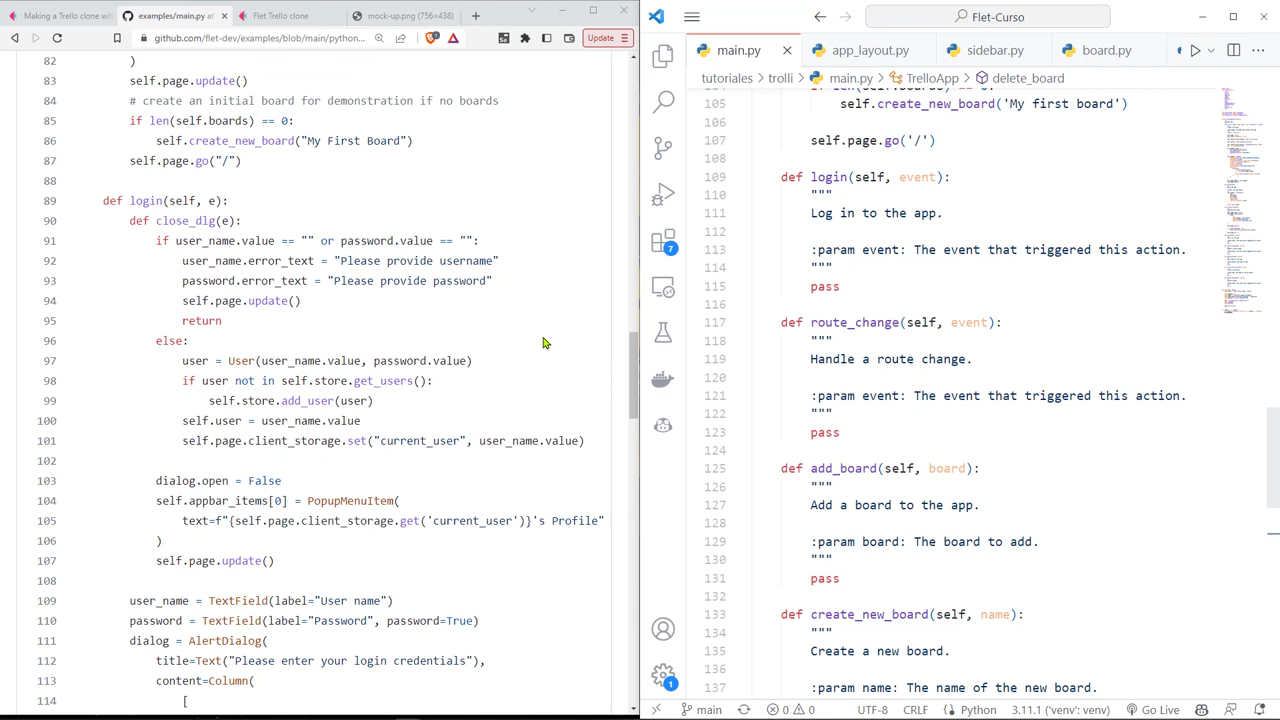 Making a Trello clone with
examples/main.py at
Trello clone
mock-up.png (678×438)
github.com/flet-dev/examples/blob/main/python...
Update
82 )
83 self.page.update()
84 # create an initial board for demonstration if no boards
85 if len(self.boards) == 0:
86 self.create_new_board("My First Board")
87 self.page.go("/")
88
89 def login(self, e):
90 def close_dlg(e):
91 if user_name.value == "" or password.value == "":
92 user_name.error_text = "Please provide username"
93 password.error_text = "Please provide password"
94 self.page.update()
95 return
96 else:
97 user = User(user_name.value, password.value)
98 if user not in self.store.get_users():
99 self.store.add_user(user)
100 self.user = user_name.value
101 self.page.client_storage.set("current_user", user_name.value)
102
103 dialog.open = False
104 self.appbar_items[0] = PopupMenuItem(
105 text=f"{self.page.client_storage.get('current_user')}'s Profile"
106 )
107 self.page.update()
108
109 user_name = TextField(label="User name")
110 password = TextField(label="Password", password=True)
111 dialog = AlertDialog(
112 title=Text("Please enter your login credentials"),
113 content=Column(
114 [
Flet-Curso
main.py
app_layout.py
sidebar.py
board.py
tutoriales > trolli > main.py > TrelloApp > delete_board
104 if len(self.boards) == 0:
105 self.create_new_board('My first board')
106
107 self.page.go("/")
108
109 def login(self, event):
110 """
111 Log in to the app.
112
113 :param event: The event that triggered this action.
114 """
115 pass
116
117 def route_change(self, event):
118 """
119 Handle a route change.
120
121 :param event: The event that triggered this action.
122 """
123 pass
124
125 def add_board(self, board):
126 """
127 Add a board to the app.
128
129 :param board: The board to add.
130 """
131 pass
132
133 def create_new_board(self, name):
134 """
135 Create a new board.
136
137 :param name: The name of the new board.
7
1
main
0 0
UTF-8 CRLF Python 3.11.1 ('.venv': venv) Go Live